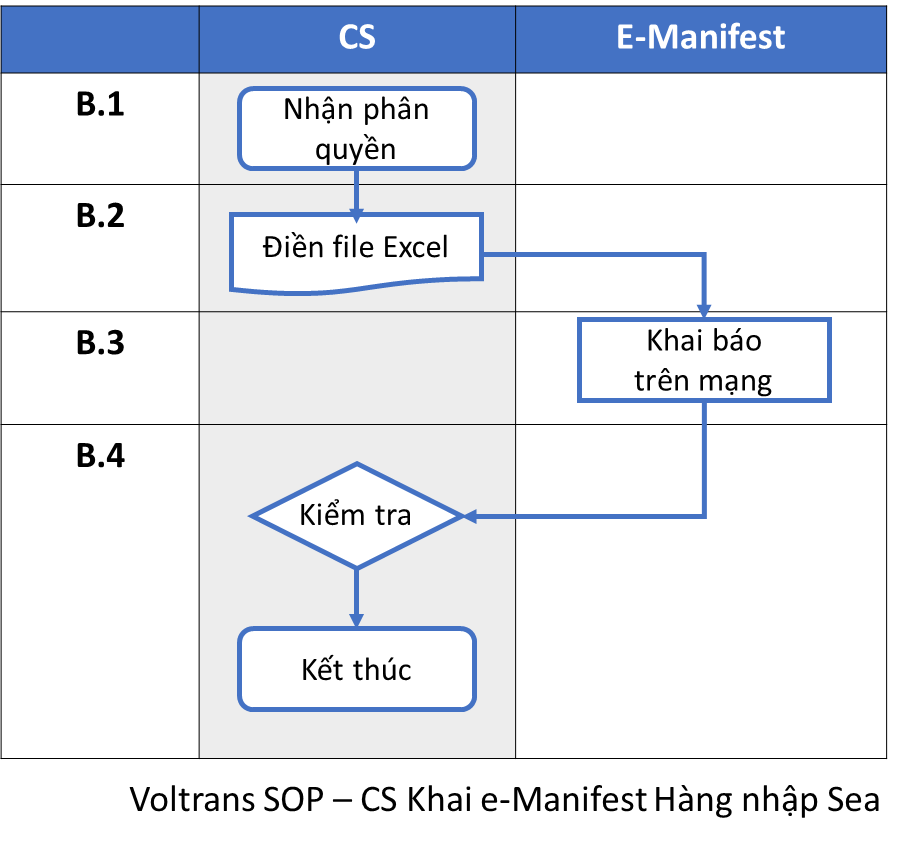 CS
E-Manifest
B.1
Nhận phân
quyền
B.2
Điền file Excel
B.3
Khai báo
trên mạng
B.4
Kiểm tra
Kết thúc
Voltrans SOP – CS Khai e-Manifest Hàng nhập Sea